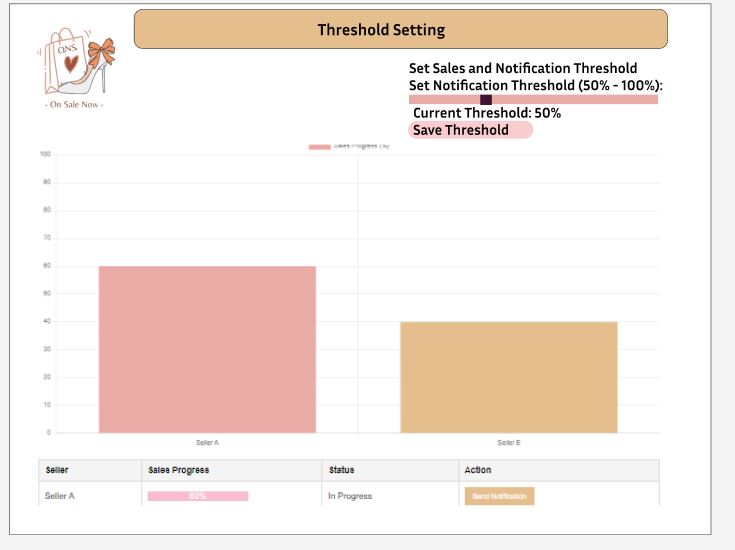 Threshold Setting
O.N.S.
- On Sale Now -
Set Sales and Notification Threshold
Set Notification Threshold (50% - 100%):
Current Threshold: 50%
Save Threshold
Sales Progress (%)
100
90
80
70
60
50
40
30
20
10
0
Seller A
Seller B
Seller Sales Progress Status Action
Seller A 60% In Progress Send Notification